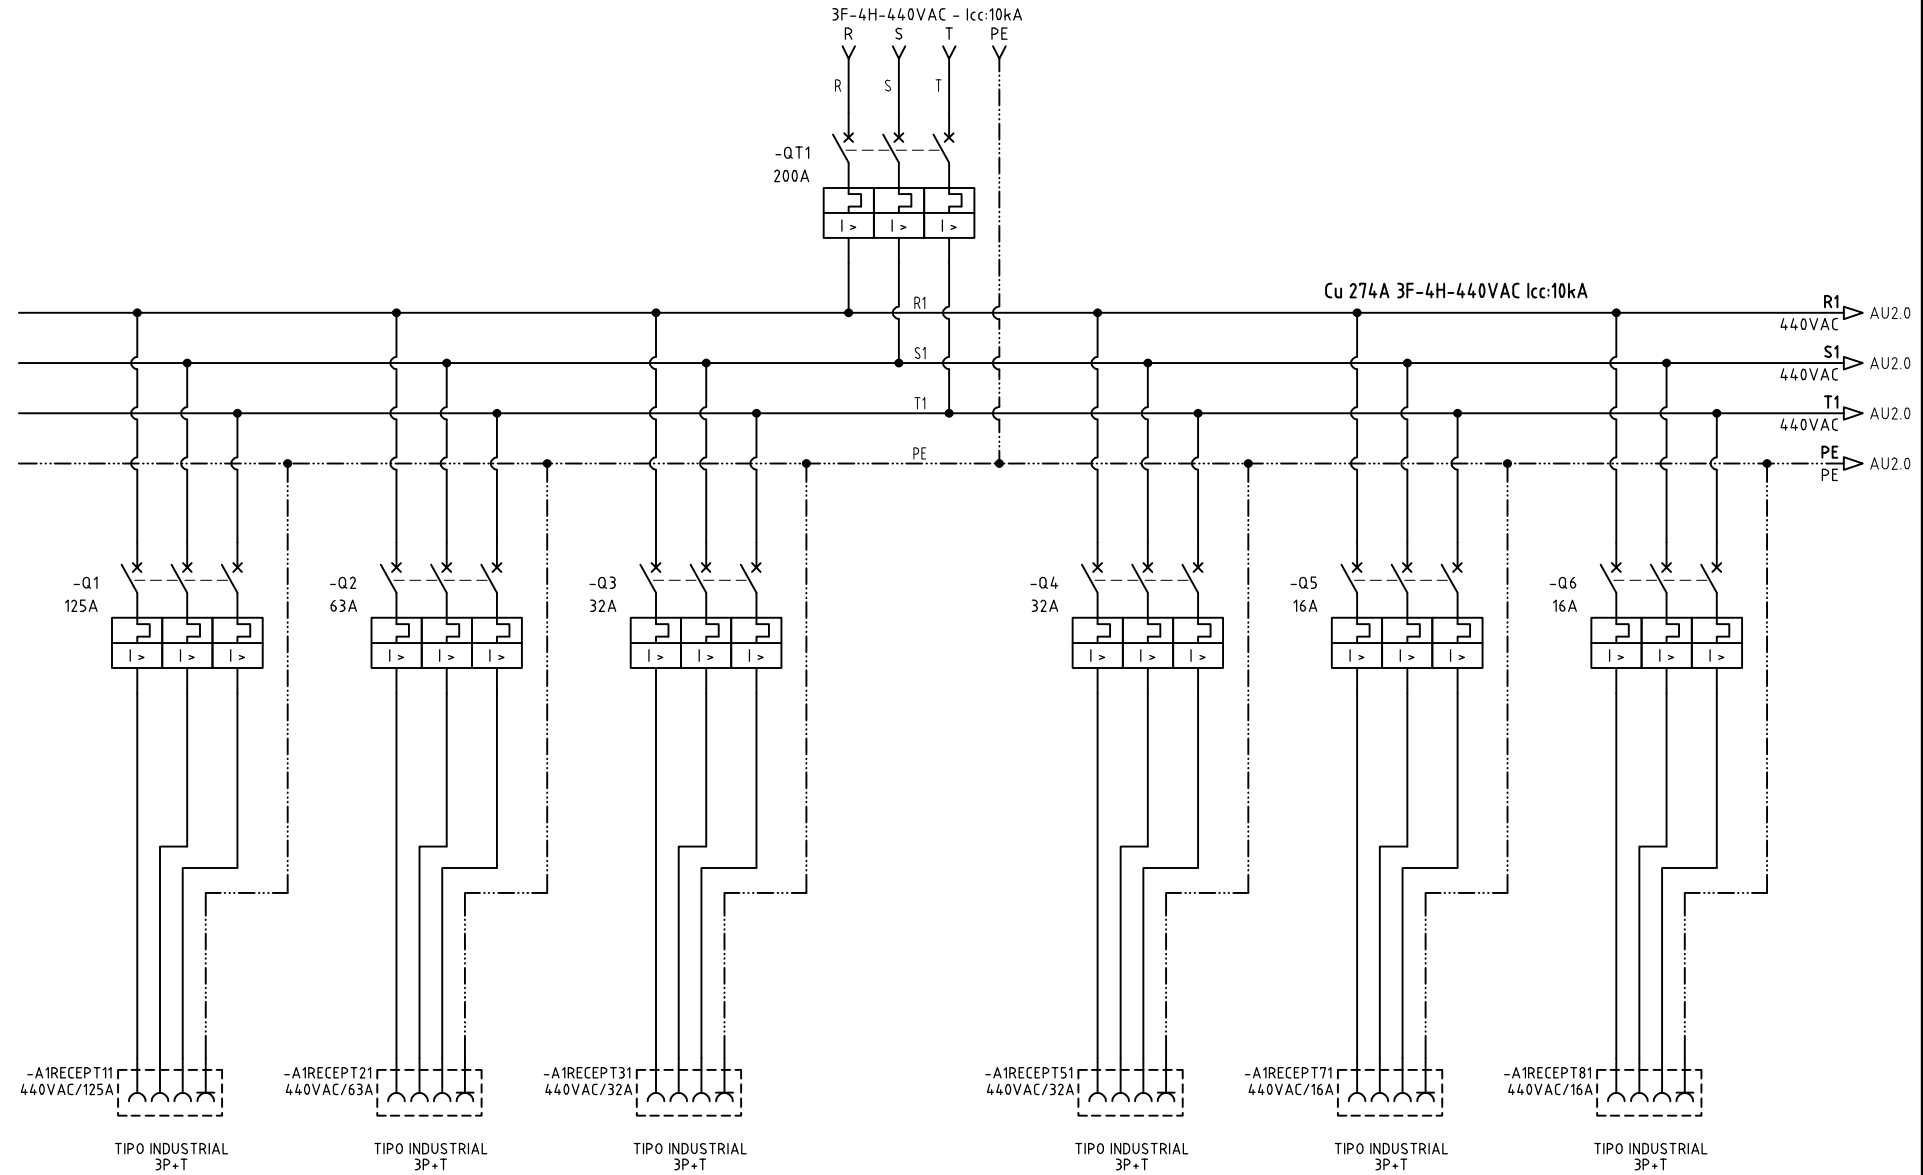 3F-4H-440VAC - Icc:10kA
R S T PE
R S T
-QT1
200A
Cu 274A 3F-4H-440VAC Icc:10kA
R1
R1
440VAC
AU2.0
S1
S1
440VAC
AU2.0
T1
T1
440VAC
AU2.0
PE
PE
PE
AU2.0
I > I > I >
-Q1
125A
-Q2
63A
-Q3
32A
-Q4
32A
-Q5
16A
-Q6
16A
I > I > I >
I > I > I >
I > I > I >
I > I > I >
I > I > I >
I > I > I >
-A1RECEPT11
440VAC/125A
-A1RECEPT21
440VAC/63A
-A1RECEPT31
440VAC/32A
-A1RECEPT51
440VAC/32A
-A1RECEPT71
440VAC/16A
-A1RECEPT81
440VAC/16A
TIPO INDUSTRIAL
3P+T
TIPO INDUSTRIAL
3P+T
TIPO INDUSTRIAL
3P+T
TIPO INDUSTRIAL
3P+T
TIPO INDUSTRIAL
3P+T
TIPO INDUSTRIAL
3P+T